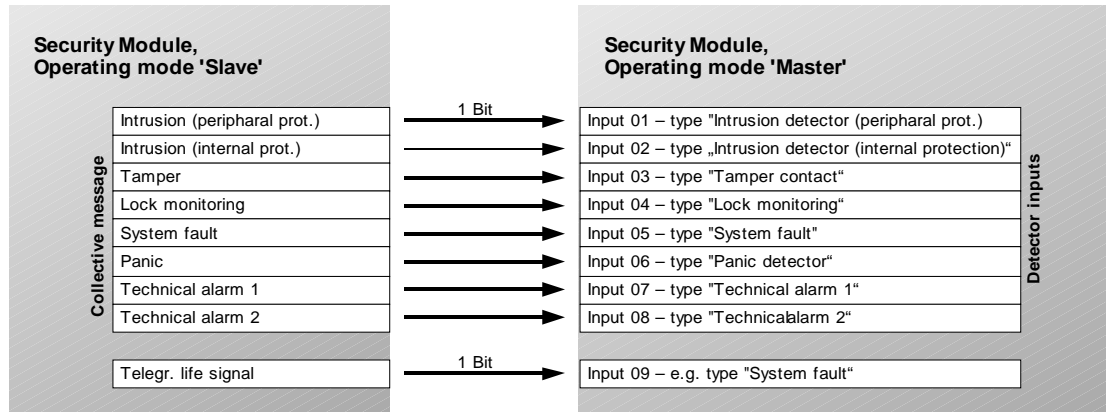 Security Module,
Operating mode 'Slave'
Security Module,
Operating mode 'Master'
1 Bit
Collective message
Detector inputs
Intrusion (peripharal prot.)
Input 01 – type "Intrusion detector (peripharal prot.)
Intrusion (internal prot.)
Input 02 – type „Intrusion detector (internal protection)“
Tamper
Input 03 – type "Tamper contact“
Lock monitoring
Input 04 – type "Lock monitoring“
System fault
Input 05 – type "System fault"
Panic
Input 06 – type "Panic detector“
Technical alarm 1
Input 07 – type "Technical alarm 1“
Technical alarm 2
Input 08 – type "Technicalalarm 2“
1 Bit
Telegr. life signal
Input 09 – e.g. type "System fault“